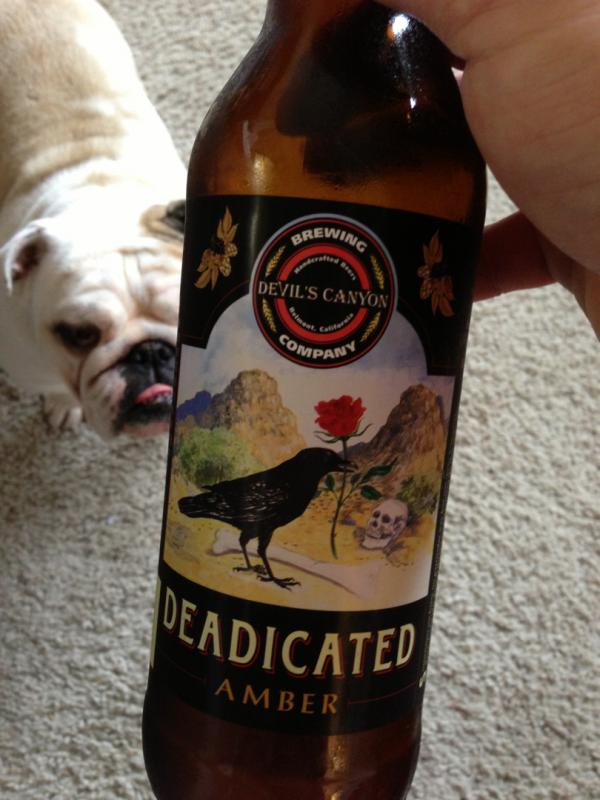 BREWING
Handcrafted Beers
DEVIL'S CANYON
Belmont, California
COMPANY
DEADICATED
AMBER